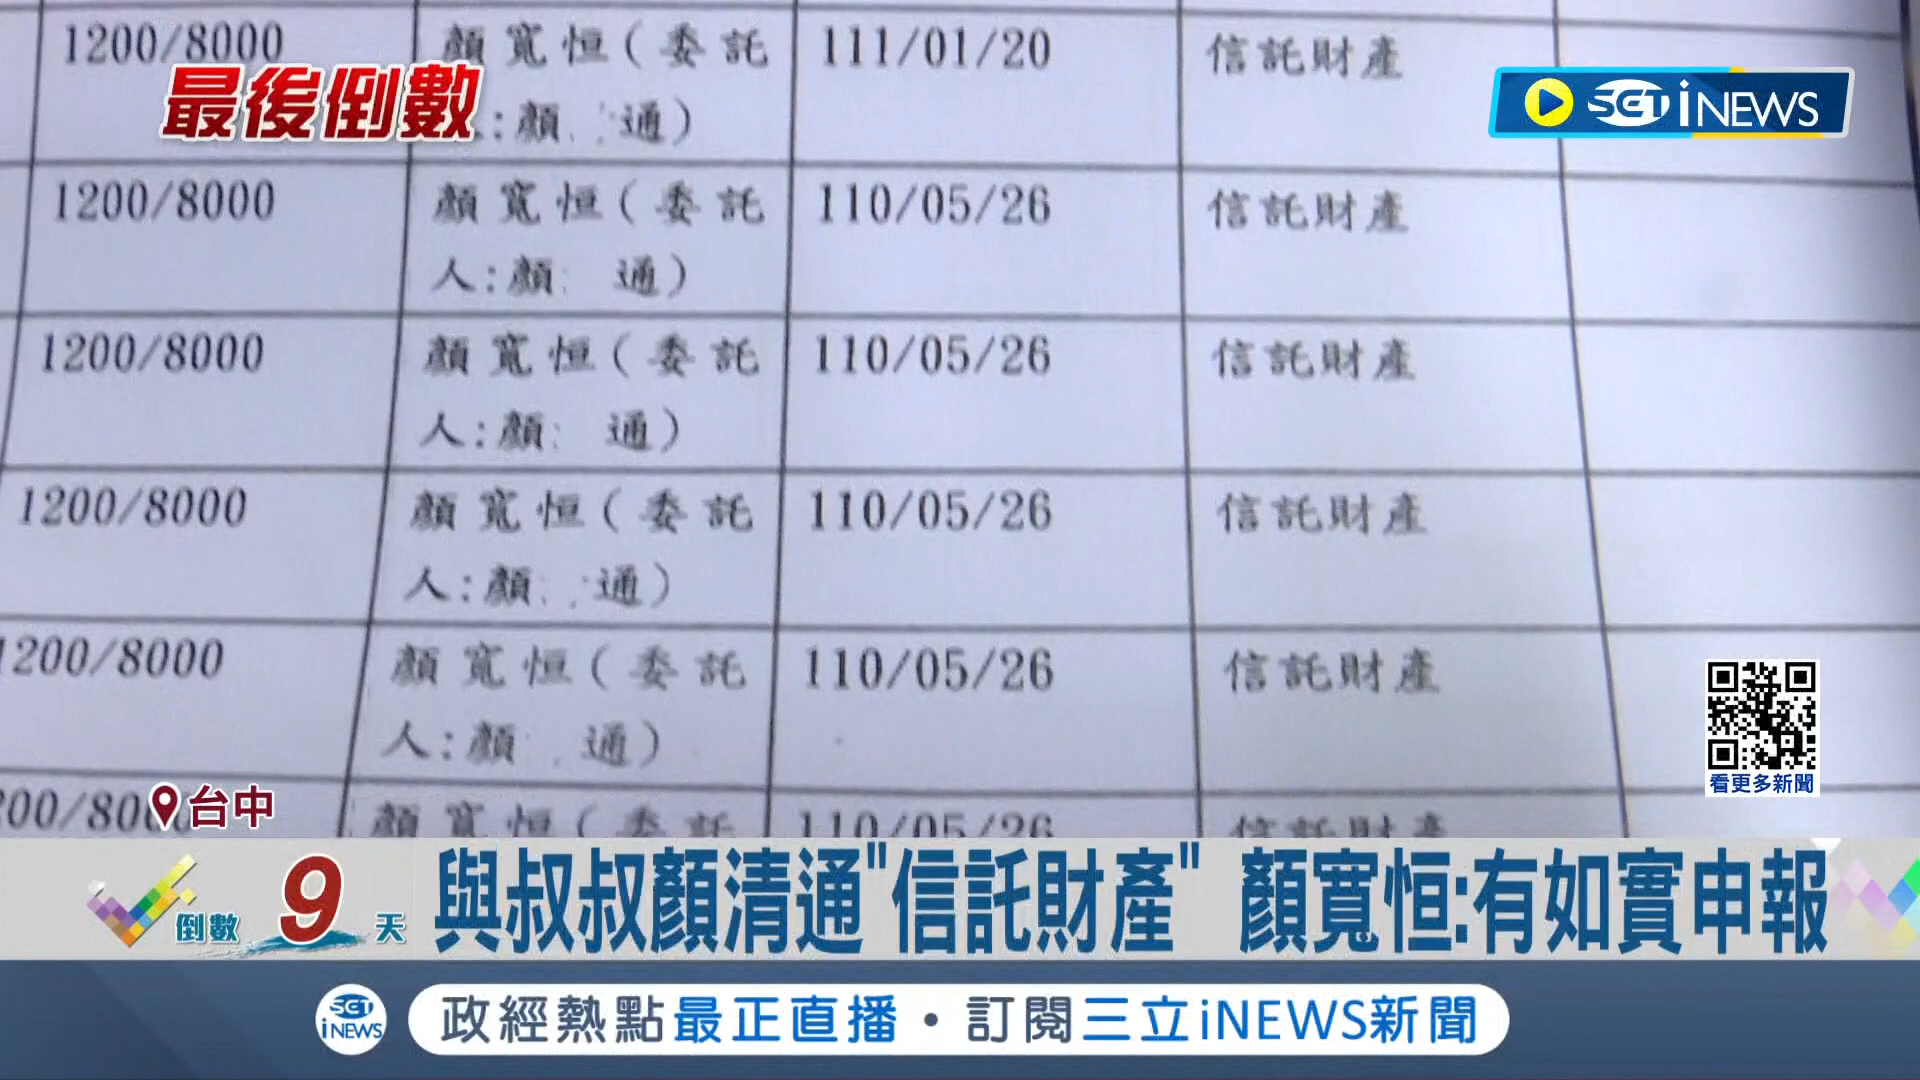 1200/8000 顏寬恒(委託 111/01/20 信託財產
:顏 通)
1200/8000 顏寬恒(委託 110/05/26 信託財產
人:顏 通)
1200/8000 顏寬恒(委託 110/05/26 信託財產
人:顏 通)
1200/8000 顏寬恒(委託 110/05/26 信託財產
人:顏 通)
1200/8000 顏寬恒(委託 110/05/26 信託財產
人:顏 通)
顏寬恒(委託 110/05/26 信託財產
最後倒數
SET iNEWS
看更多新聞
台中
倒數 9 天
與叔叔顏清通"信託財產" 顏寬恒:有如實申報
SET iNEWS
政經熱點最正直播·訂閱三立iNEWS新聞